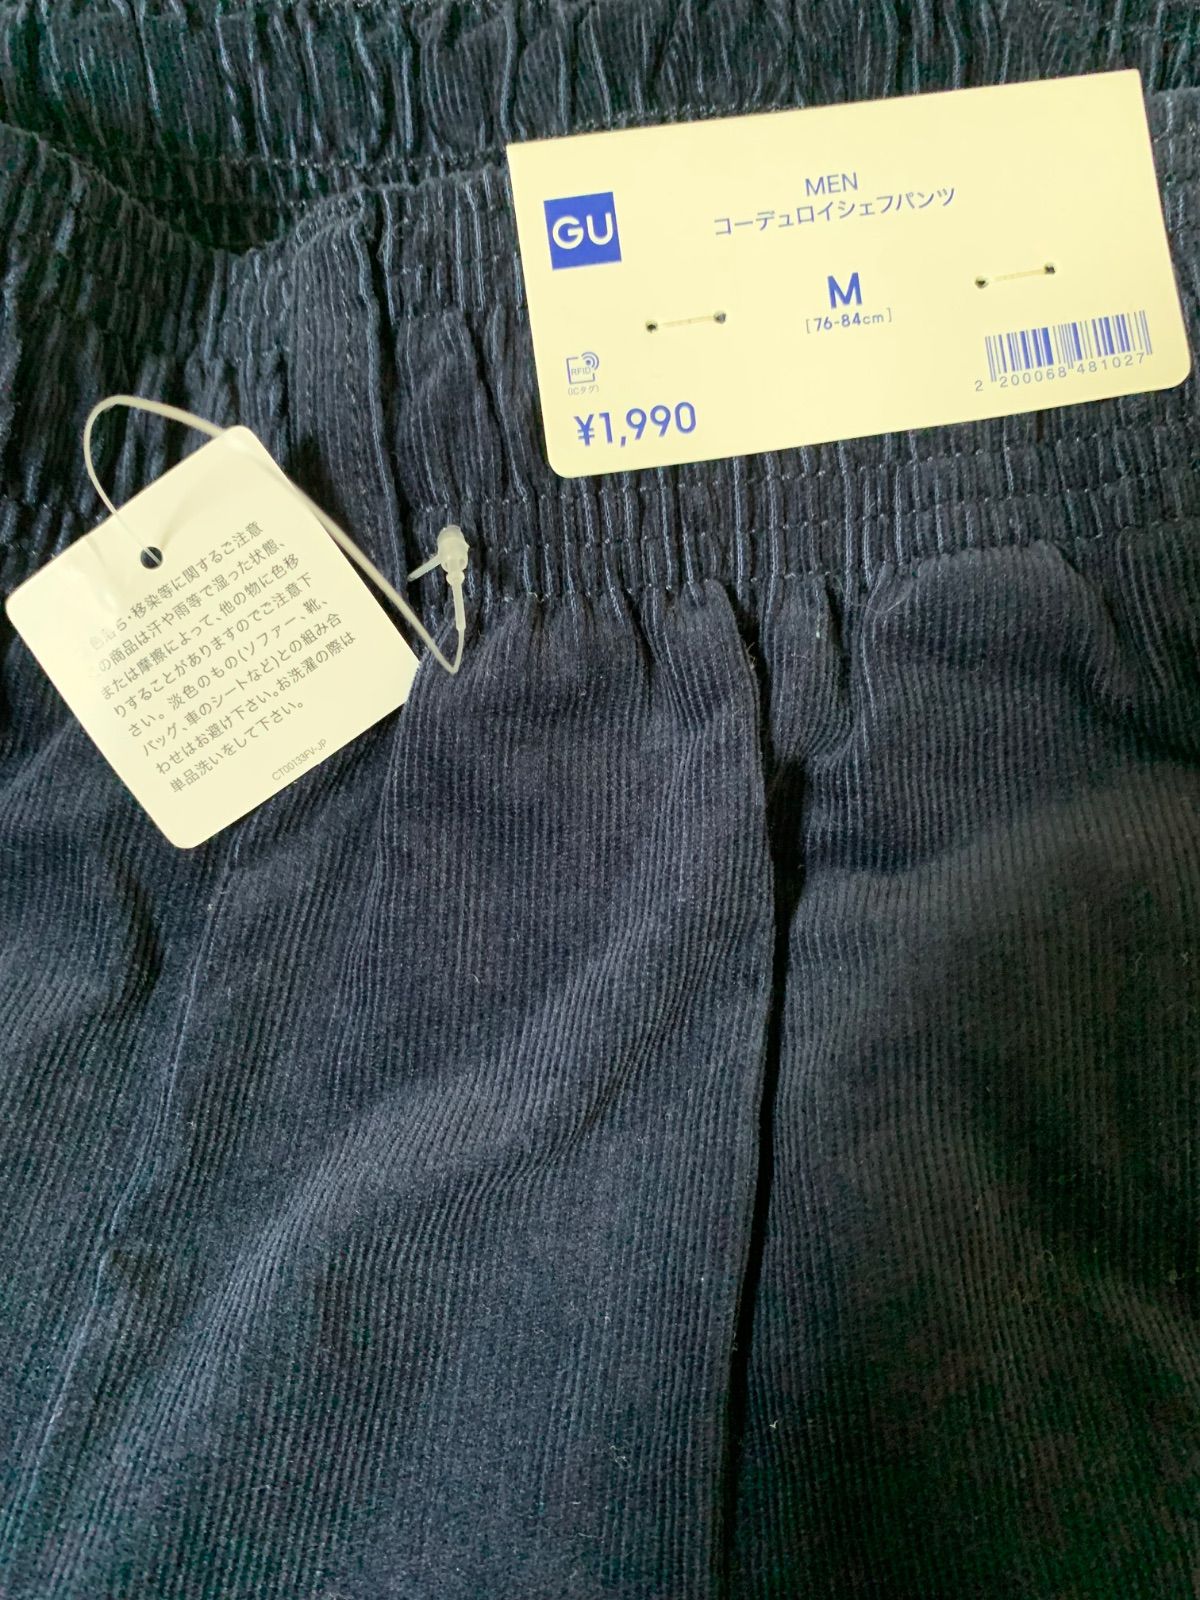 GU
MEN
コーデュロイシェフパンツ
M
[76-84cm]
RFID
(ICタグ)
¥1,990
2 200068 481027
・移染等に関するご注意
の商品は汗や雨等で湿った状態、
または摩擦によって、他の物に色移
りすることがありますのでご注意下
さい。淡色のもの(ソファー、靴、
バッグ、車のシートなど)との組み合
わせはお避け下さい。お洗濯の際は
単品洗いをして下さい。
CT00133FV-JP